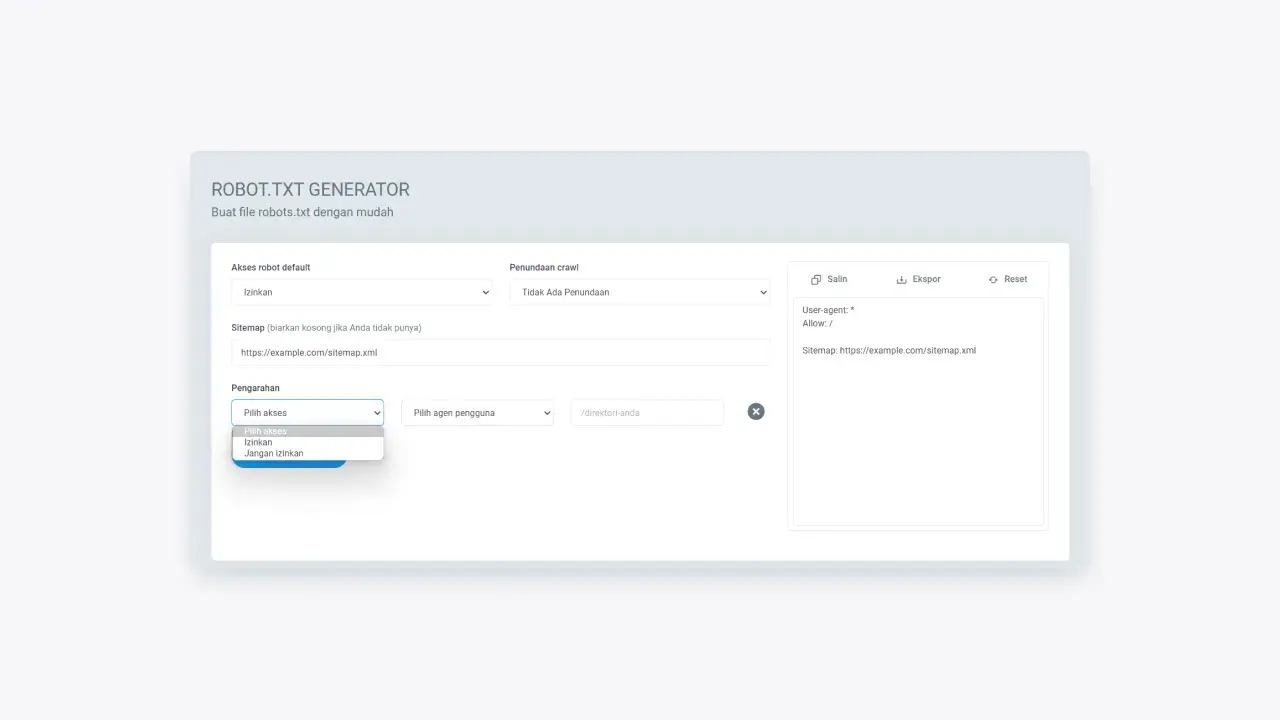 ROBOT.TXT GENERATOR
Buat file robots.txt dengan mudah
Akses robot default
Penundaan crawl
Izinkan
Tidak Ada Penundaan
Sitemap (biarkan kosong jika Anda tidak punya)
https://example.com/sitemap.xml
Pengarahan
Pilih akses
Pilih agen pengguna
/direktori-anda
Pilih akses
Izinkan
Jangan izinkan
Salin
Ekspor
Reset
User-agent: *
Allow: /
Sitemap: https://example.com/sitemap.xml